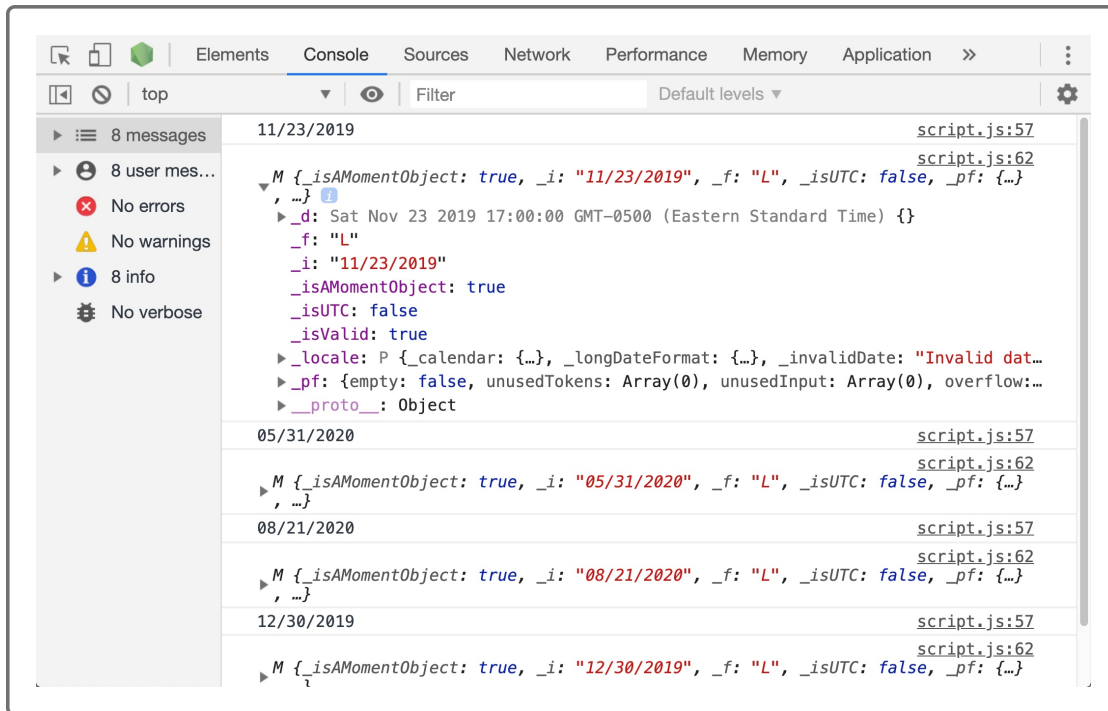 Elements Console Sources Network Performance Memory Application »
top Filter Default levels
8 messages
8 user mes…
No errors
No warnings
8 info
No verbose
11/23/2019 script.js:57
script.js:62
M {_isAMomentObject: true, _i: "11/23/2019", _f: "L", _isUTC: false, _pf: {…}
, …} i
_d: Sat Nov 23 2019 17:00:00 GMT-0500 (Eastern Standard Time) {}
_f: "L"
_i: "11/23/2019"
_isAMomentObject: true
_isUTC: false
_isValid: true
_locale: P {_calendar: {…}, _longDateFormat: {…}, _invalidDate: "Invalid dat…
_pf: {empty: false, unusedTokens: Array(0), unusedInput: Array(0), overflow:…
__proto__: Object
05/31/2020 script.js:57
script.js:62
M {_isAMomentObject: true, _i: "05/31/2020", _f: "L", _isUTC: false, _pf: {…}
, …}
08/21/2020 script.js:57
script.js:62
M {_isAMomentObject: true, _i: "08/21/2020", _f: "L", _isUTC: false, _pf: {…}
, …}
12/30/2019 script.js:57
script.js:62
M {_isAMomentObject: true, _i: "12/30/2019", _f: "L", _isUTC: false, _pf: {…}